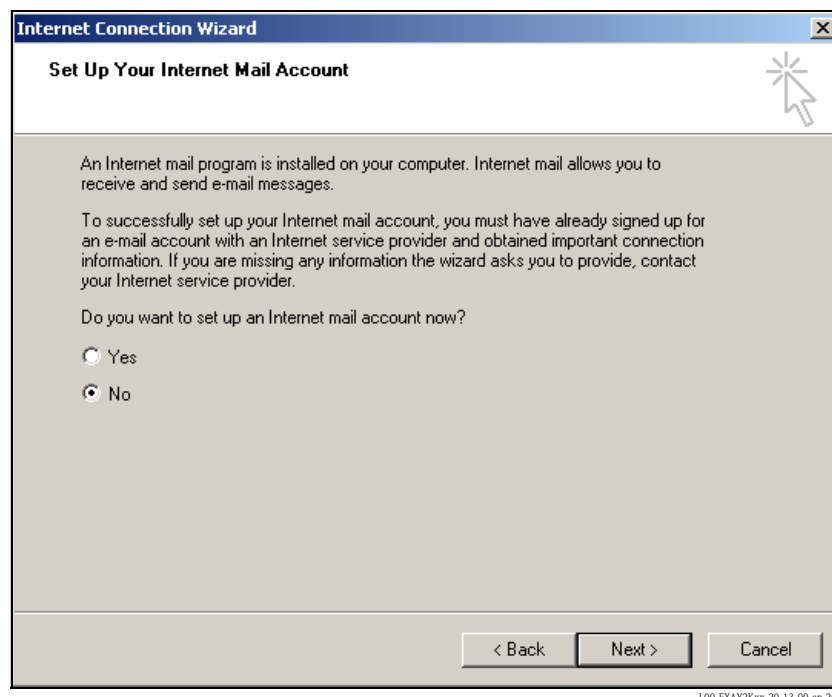 Internet Connection Wizard
Set Up Your Internet Mail Account
An Internet mail program is installed on your computer. Internet mail allows you to
receive and send e-mail messages.
To successfully set up your Internet mail account, you must have already signed up for
an e-mail account with an Internet service provider and obtained important connection
information. If you are missing any information the wizard asks you to provide, contact
your Internet service provider.
Do you want to set up an Internet mail account now?
Yes
No
< Back Next > Cancel